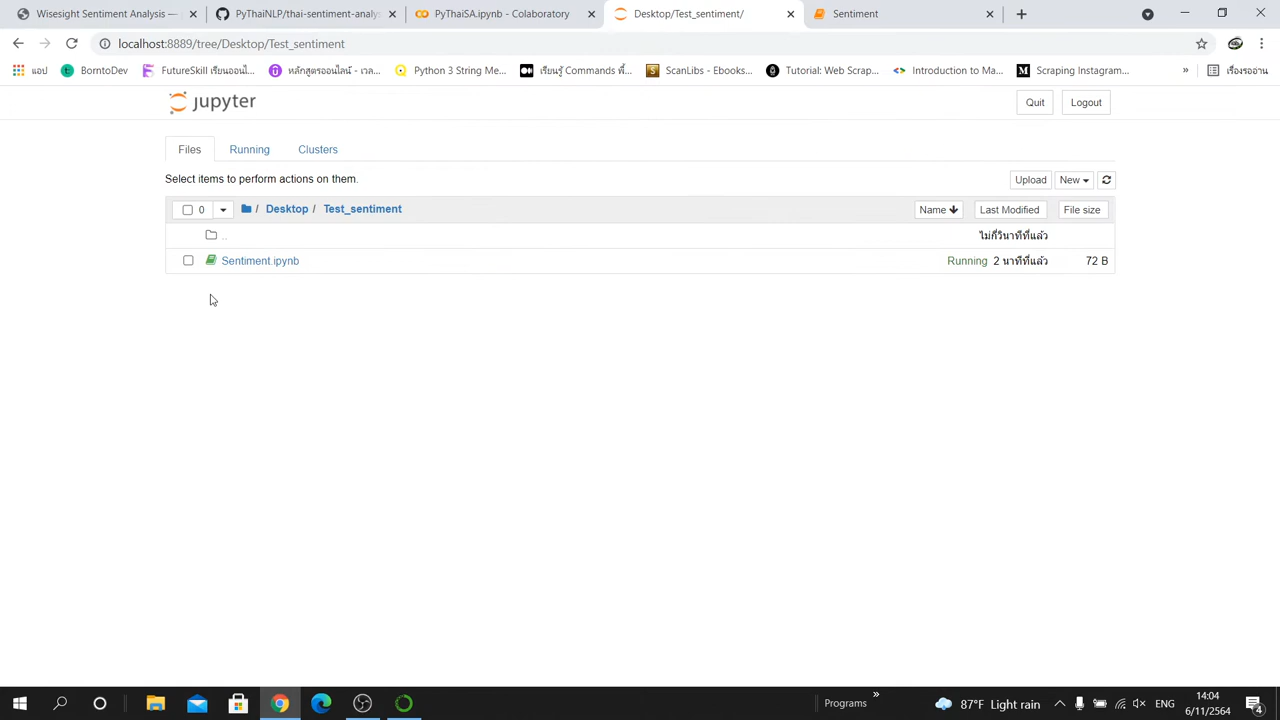 Wisesight Sentiment Analysis —
PyThaiNLP/thai-sentiment-analy
PyThaiSA.ipynb - Colaboratory
Desktop/Test_sentiment/
Sentiment
localhost:8889/tree/Desktop/Test_sentiment
แอป
BorntoDev
FutureSkill เรียนออนไ...
หลักสูตรออนไลน์ - เวล...
Python 3 String Me...
เรียนรู้ Commands พื้...
ScanLibs - Ebooks...
Tutorial: Web Scrap...
Introduction to Ma...
Scraping Instagram...
»
เรื่องรออ่าน
jupyter
Quit
Logout
Files
Running
Clusters
Select items to perform actions on them.
Upload
New
0
/ Desktop / Test_sentiment
Name
Last Modified
File size
..
ไม่กี่วินาทีที่แล้ว
Sentiment.ipynb
Running
2 นาทีที่แล้ว
72 B
Programs
»
87°F Light rain
ENG
14:04
6/11/2564
4